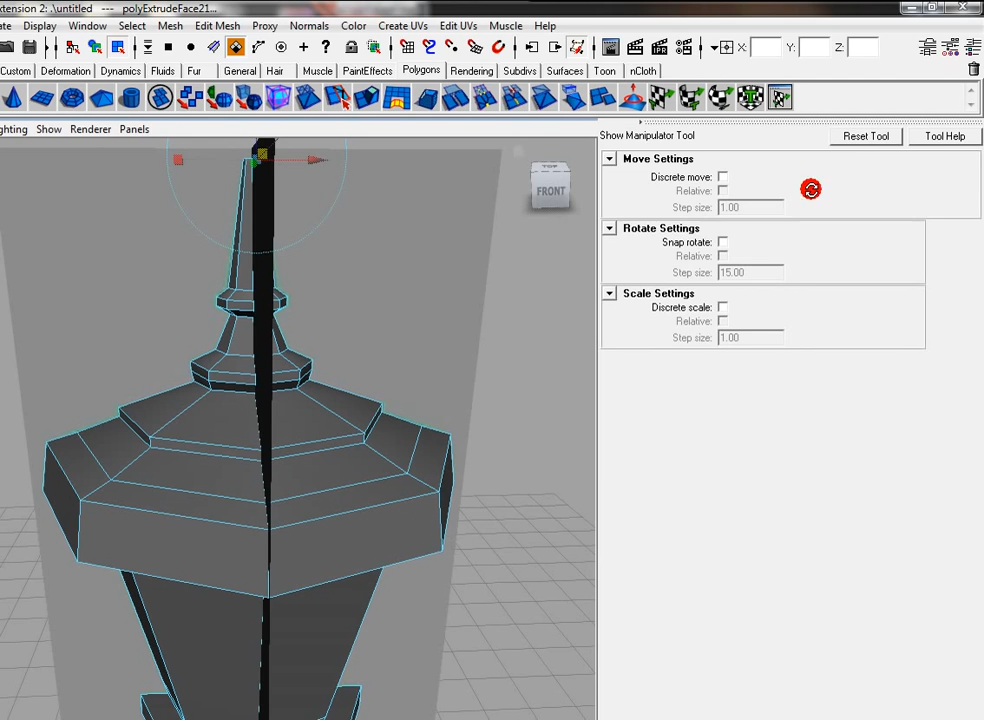 xtension 2: .\untitled --- polyExtrudeFace21...
ate Display Window Select Mesh Edit Mesh Proxy Normals Color Create UVs Edit UVs Muscle Help
X: Y: Z:
Custom Deformation Dynamics Fluids Fur General Hair Muscle PaintEffects Polygons Rendering Subdivs Surfaces Toon nCloth
ghting Show Renderer Panels
Show Manipulator Tool Reset Tool Tool Help
Move Settings
Discrete move:
Relative:
Step size: 1.00
Rotate Settings
Snap rotate:
Relative:
Step size: 15.00
Scale Settings
Discrete scale:
Relative:
Step size: 1.00
TOP
FRONT